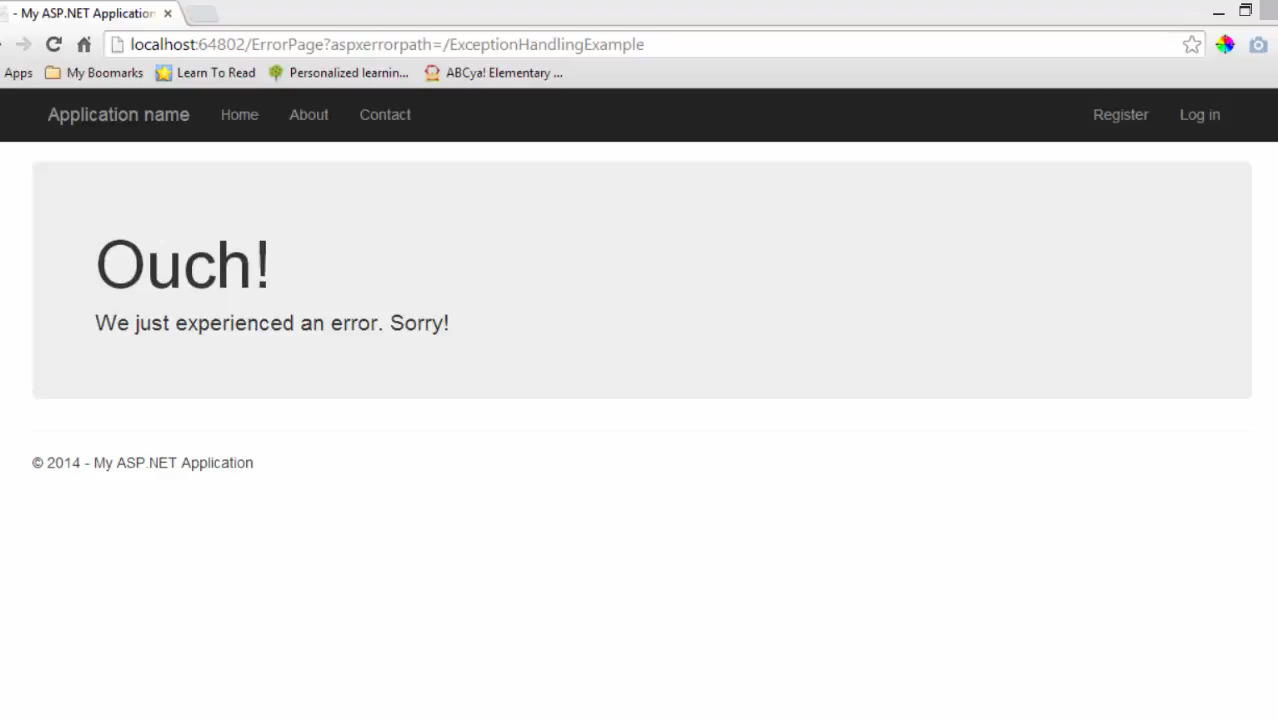 - My ASP.NET Application
localhost:64802/ErrorPage?aspxerrorpath=/ExceptionHandlingExample
Apps My Boomarks Learn To Read Personalized learnin... ABCya! Elementary ...
Application name Home About Contact Register Log in
Ouch!
We just experienced an error. Sorry!
© 2014 - My ASP.NET Application